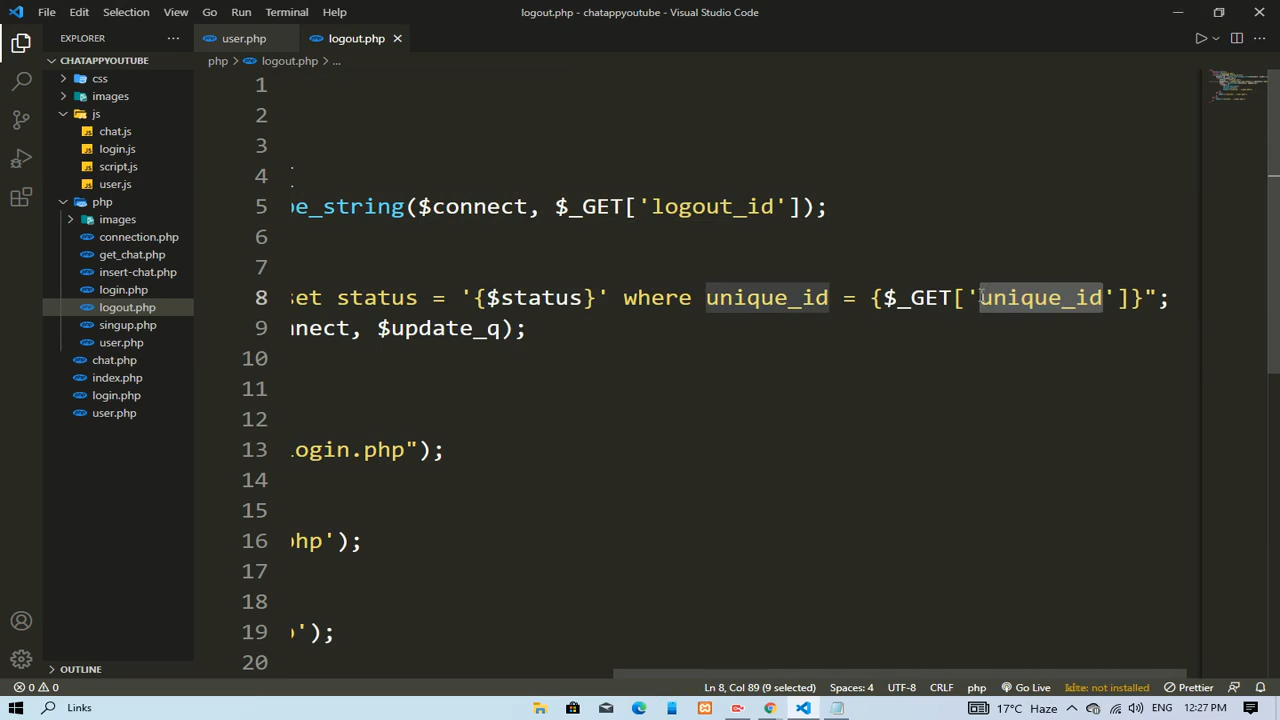 File Edit Selection View Go Run Terminal Help
logout.php - chatappyoutube - Visual Studio Code
EXPLORER
user.php
logout.php
CHATAPPYOUTUBE
php > logout.php > ...
css
images
js
chat.js
login.js
script.js
user.js
php
images
connection.php
get_chat.php
insert-chat.php
login.php
logout.php
singup.php
user.php
chat.php
index.php
login.php
user.php
OUTLINE
1
2
3
4
5 be_string($connect, $_GET['logout_id']);
6
7
8 set status = '{$status}' where unique_id = {$_GET['unique_id']}";
9 nnect, $update_q);
10
11
12
13 login.php");
14
15
16 php');
17
18
19 ');
20
0 0
Ln 8, Col 89 (9 selected) Spaces: 4 UTF-8 CRLF php Go Live Kite: not installed Prettier
Links
17°C Haze ENG 12:27 PM